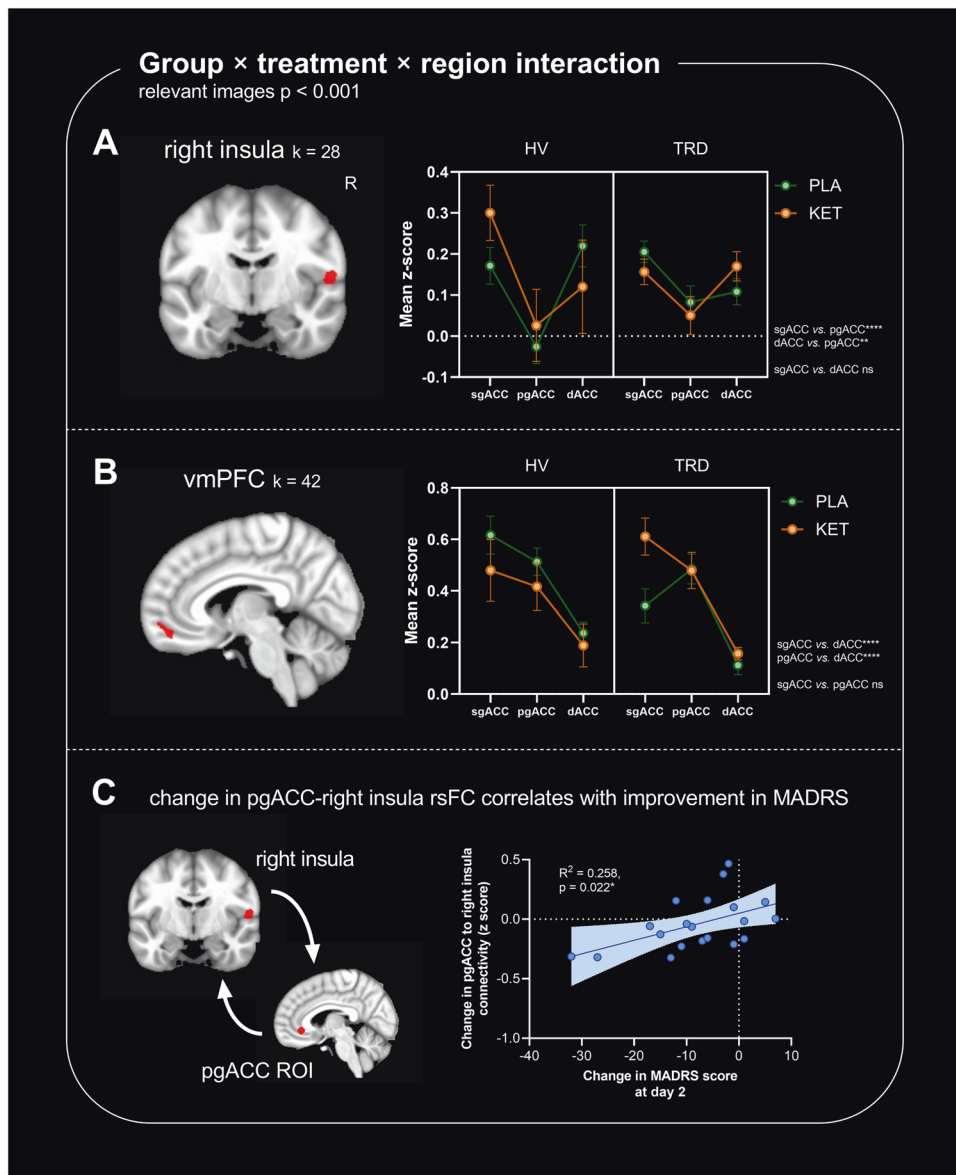 Group × treatment × region interaction
relevant images p < 0.001
A
right insula k = 28
R
HV
TRD
PLA
KET
Mean z-score
0.4
0.3
0.2
0.1
0.0
-0.1
sgACC
pgACC
dACC
sgACC
pgACC
dACC
sgACC vs. pgACC****
dACC vs. pgACC**
sgACC vs. dACC ns
B
vmPFC k = 42
HV
TRD
PLA
KET
Mean z-score
0.8
0.6
0.4
0.2
0.0
sgACC
pgACC
dACC
sgACC
pgACC
dACC
sgACC vs. dACC****
pgACC vs. dACC****
sgACC vs. pgACC ns
C
change in pgACC-right insula rsFC correlates with improvement in MADRS
right insula
pgACC ROI
Change in pgACC to right insula
connectivity (z score)
0.5
0.0
-0.5
-1.0
R² = 0.258,
p = 0.022*
-40
-30
-20
-10
0
10
Change in MADRS score
at day 2